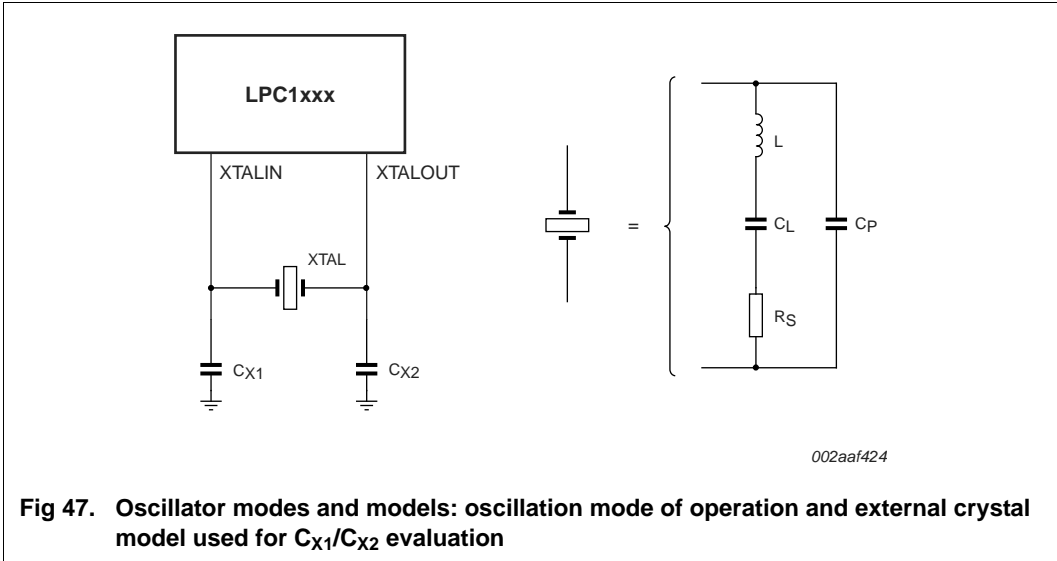 LPC1xxx
XTALIN
XTALOUT
XTAL
CX1
CX2
=
L
CL
CP
RS
002aaf424
Fig 47. Oscillator modes and models: oscillation mode of operation and external crystal
model used for CX1/CX2 evaluation